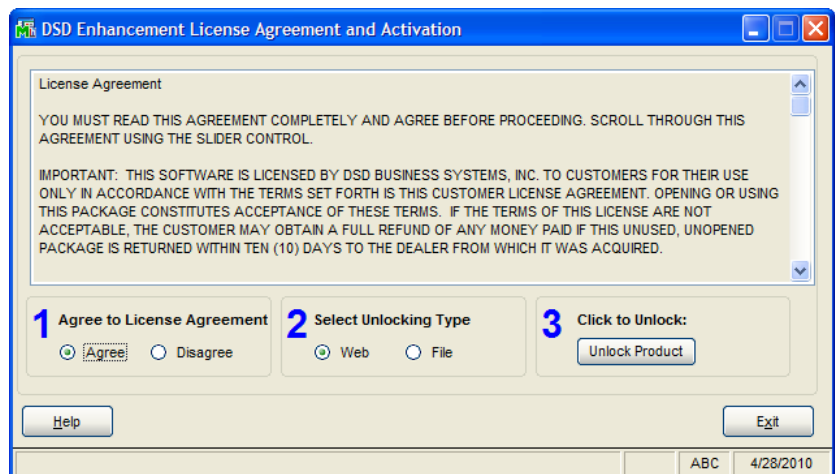 DSD Enhancement License Agreement and Activation
License Agreement
YOU MUST READ THIS AGREEMENT COMPLETELY AND AGREE BEFORE PROCEEDING. SCROLL THROUGH THIS
AGREEMENT USING THE SLIDER CONTROL.
IMPORTANT: THIS SOFTWARE IS LICENSED BY DSD BUSINESS SYSTEMS, INC. TO CUSTOMERS FOR THEIR USE
ONLY IN ACCORDANCE WITH THE TERMS SET FORTH IS THIS CUSTOMER LICENSE AGREEMENT. OPENING OR USING
THIS PACKAGE CONSTITUTES ACCEPTANCE OF THESE TERMS. IF THE TERMS OF THIS LICENSE ARE NOT
ACCEPTABLE, THE CUSTOMER MAY OBTAIN A FULL REFUND OF ANY MONEY PAID IF THIS UNUSED, UNOPENED
PACKAGE IS RETURNED WITHIN TEN (10) DAYS TO THE DEALER FROM WHICH IT WAS ACQUIRED.
1 Agree to License Agreement
Agree Disagree
2 Select Unlocking Type
Web File
3 Click to Unlock:
Unlock Product
Help Exit
ABC 4/28/2010